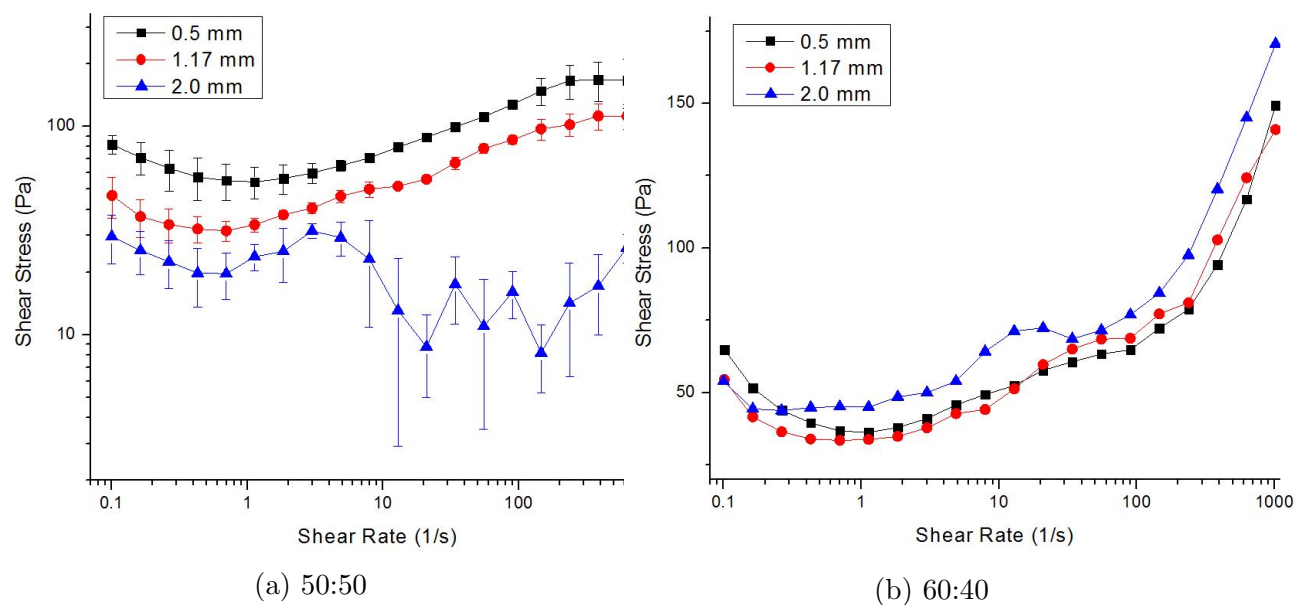 0.5 mm
1.17 mm
2.0 mm
100
10
Shear Stress (Pa)
0.1
1
10
100
Shear Rate (1/s)
(a) 50:50
0.5 mm
1.17 mm
2.0 mm
150
100
50
Shear Stress (Pa)
0.1
1
10
100
1000
Shear Rate (1/s)
(b) 60:40